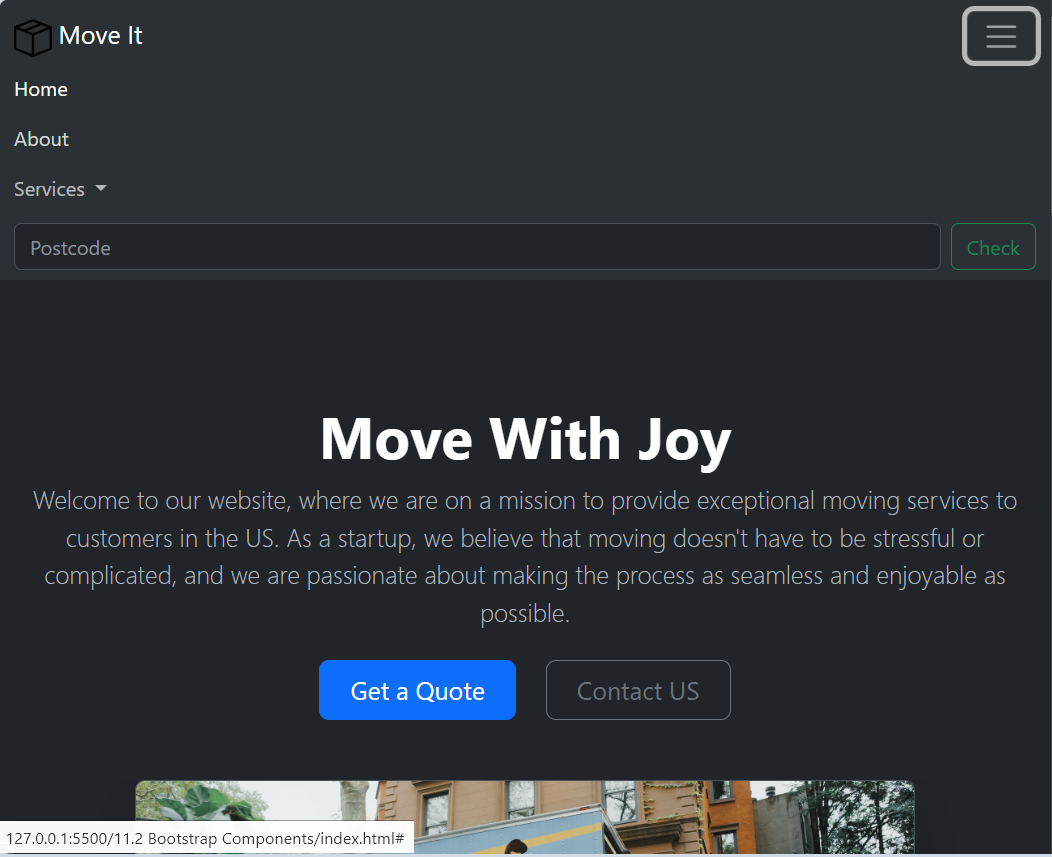 Move It
Home
About
Services
Postcode
Check
Move With Joy
Welcome to our website, where we are on a mission to provide exceptional moving services to
customers in the US. As a startup, we believe that moving doesn't have to be stressful or
complicated, and we are passionate about making the process as seamless and enjoyable as
possible.
Get a Quote
Contact US
127.0.0.1:5500/11.2 Bootstrap Components/index.html#